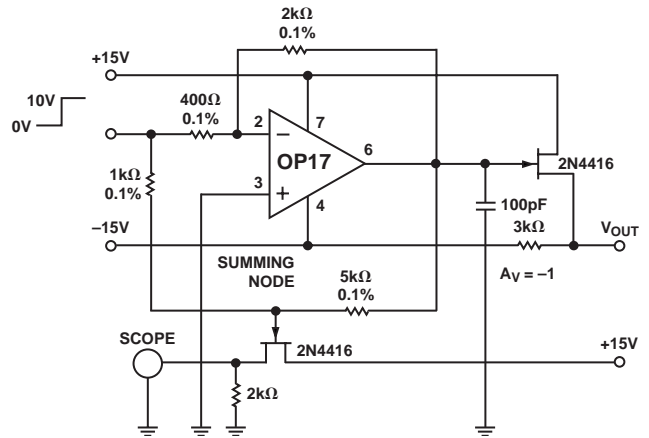 2kΩ
0.1%
+15V
10V
0V
400Ω
0.1%
2
–
7
OP17
6
2N4416
1kΩ
0.1%
3
+
4
100pF
–15V
3kΩ
VOUT
SUMMING
NODE
AV = –1
5kΩ
0.1%
SCOPE
2N4416
+15V
2kΩ